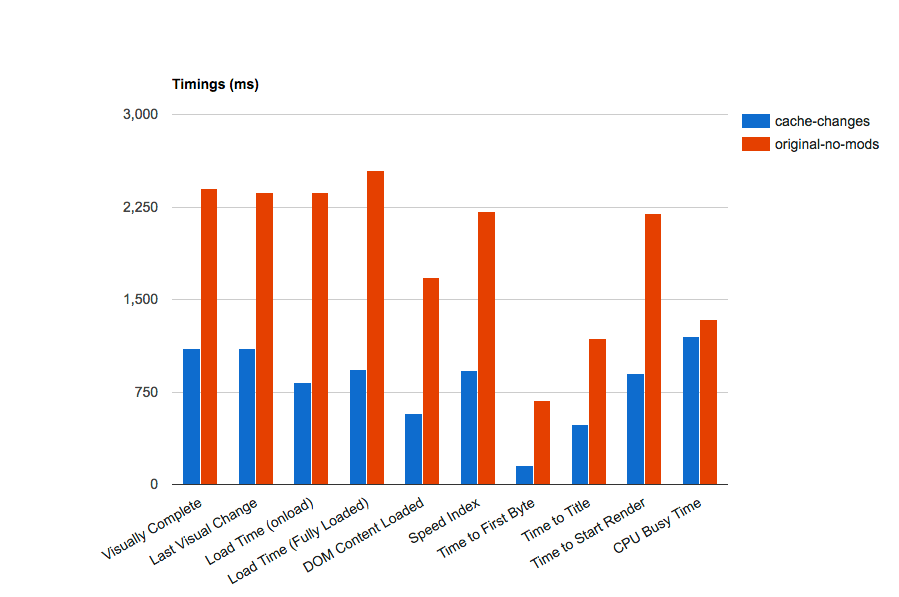 Timings (ms)
3,000
2,250
1,500
750
0
cache-changes
original-no-mods
Visually Complete
Last Visual Change
Load Time (onload)
Load Time (Fully Loaded)
DOM Content Loaded
Speed Index
Time to First Byte
Time to Title
Time to Start Render
CPU Busy Time